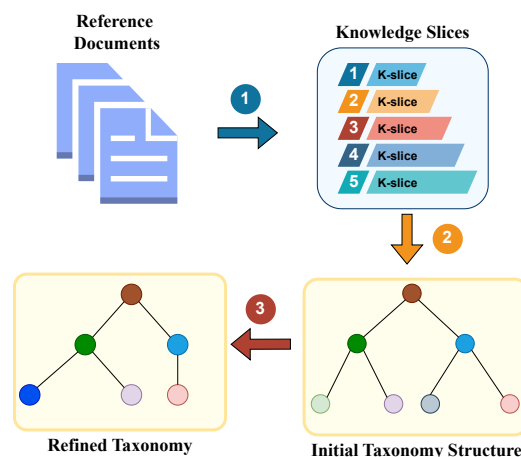 Reference
Documents
Knowledge Slices
1
1 K-slice
2 K-slice
3 K-slice
4 K-slice
5 K-slice
2
3
Refined Taxonomy
Initial Taxonomy Structure